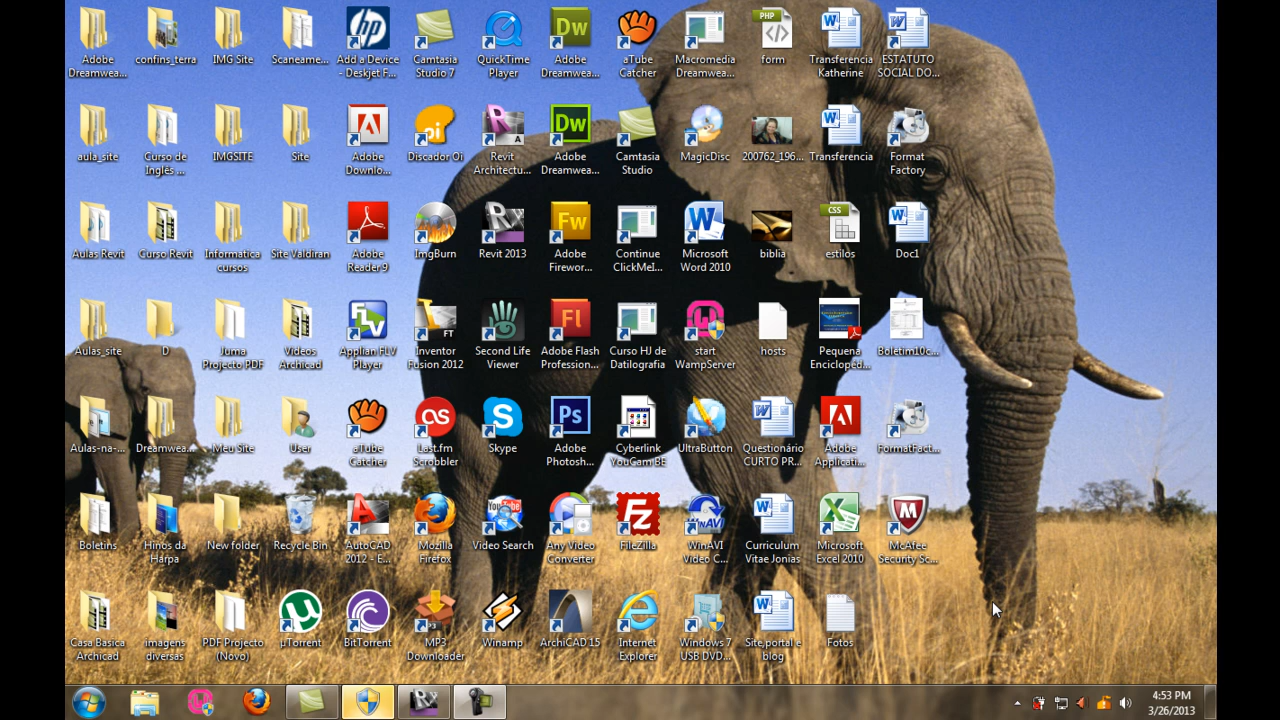 Adobe
Dreamwea...
confins_terra
IMG Site
Scaneame...
Add a Device
- Deskjet F...
Camtasia
Studio 7
QuickTime
Player
Adobe
Dreamwea...
aTube
Catcher
Macromedia
Dreamwea...
PHP
form
Transferencia
Katherine
ESTATUTO
SOCIAL DO...
aula_site
Curso de
Inglés ...
IMGSITE
Site
Adobe
Downlo...
Discador Oi
Revit
Architectu...
Adobe
Dreamwea...
Camtasia
Studio
MagicDisc
200762_196...
Transferencia
Format
Factory
Aulas Revit
Curso Revit
Informatica
cursos
Site Valdiran
Adobe
Reader 9
ImgBurn
Revit 2013
Adobe
Firewor...
Continue
ClickMeI...
Microsoft
Word 2010
biblia
CSS
estilos
Doc1
Aulas_site
D
Juma
Projecto PDF
Videos
Archicad
FLV
Applian FLV
Player
FT
Inventor
Fusion 2012
Second Life
Viewer
Adobe Flash
Profession...
Curso HJ de
Datilografia
start
WampServer
hosts
Pequena
Encicloped...
Boletim10c...
Aulas-na-...
Dreamwea...
Meu Site
User
aTube
Catcher
Last.fm
Scrobbler
Skype
Adobe
Photosh...
Cyberlink
YouCam BE
UltraButton
Questionário
CURTO PR...
Adobe
Applicati...
FormatFact...
Boletins
Hinos da
Harpa
New folder
Recycle Bin
AutoCAD
2012 - E...
Mozilla
Firefox
Video Search
Any Video
Converter
FileZilla
WinAVI
Video C...
Curriculum
Vitae Jonias
Microsoft
Excel 2010
McAfee
Security Sc...
Casa Basica
Archicad
imagens
diversas
PDF Projecto
(Novo)
µTorrent
BitTorrent
MP3
Downloader
Winamp
ArchiCAD 15
Internet
Explorer
Windows 7
USB DVD...
Site,portal e
blog
Fotos
4:53 PM
3/26/2013